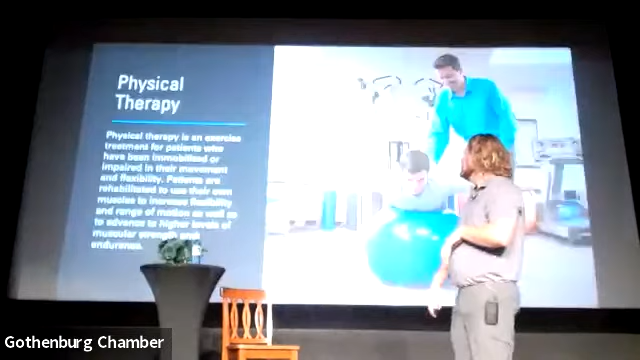 Physical
Therapy
Physical therapy is an exercise
treatment for patients who
have been immobilized or
impaired in their movement
and flexibility. Patients are
rehabilitated to use their own
muscles to increase flexibility
and range of motion as well as
to advance to higher levels of
muscular strength and
endurance.
Gothenburg Chamber